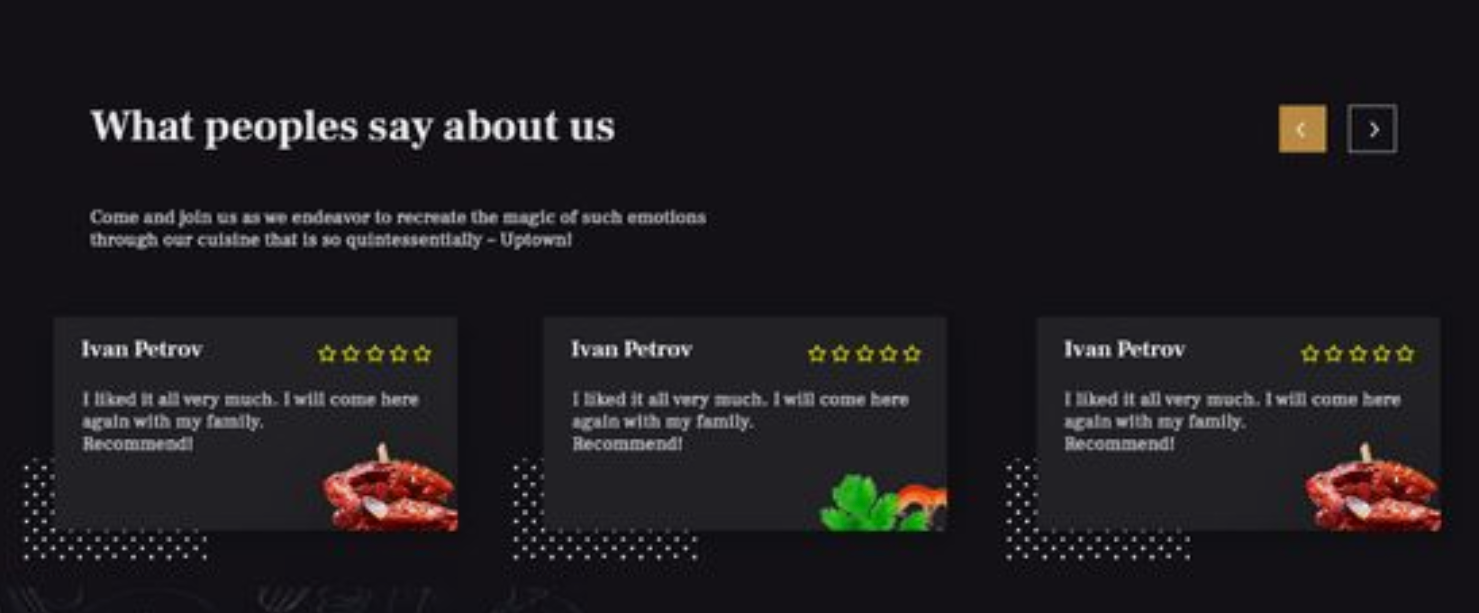 What peoples say about us
Come and join us as we endeavor to recreate the magic of such emotions
through our cuisine that is so quintessentially – Uptown!
Ivan Petrov
I liked it all very much. I will come here
again with my family.
Recommend!
Ivan Petrov
I liked it all very much. I will come here
again with my family.
Recommend!
Ivan Petrov
I liked it all very much. I will come here
again with my family.
Recommend!